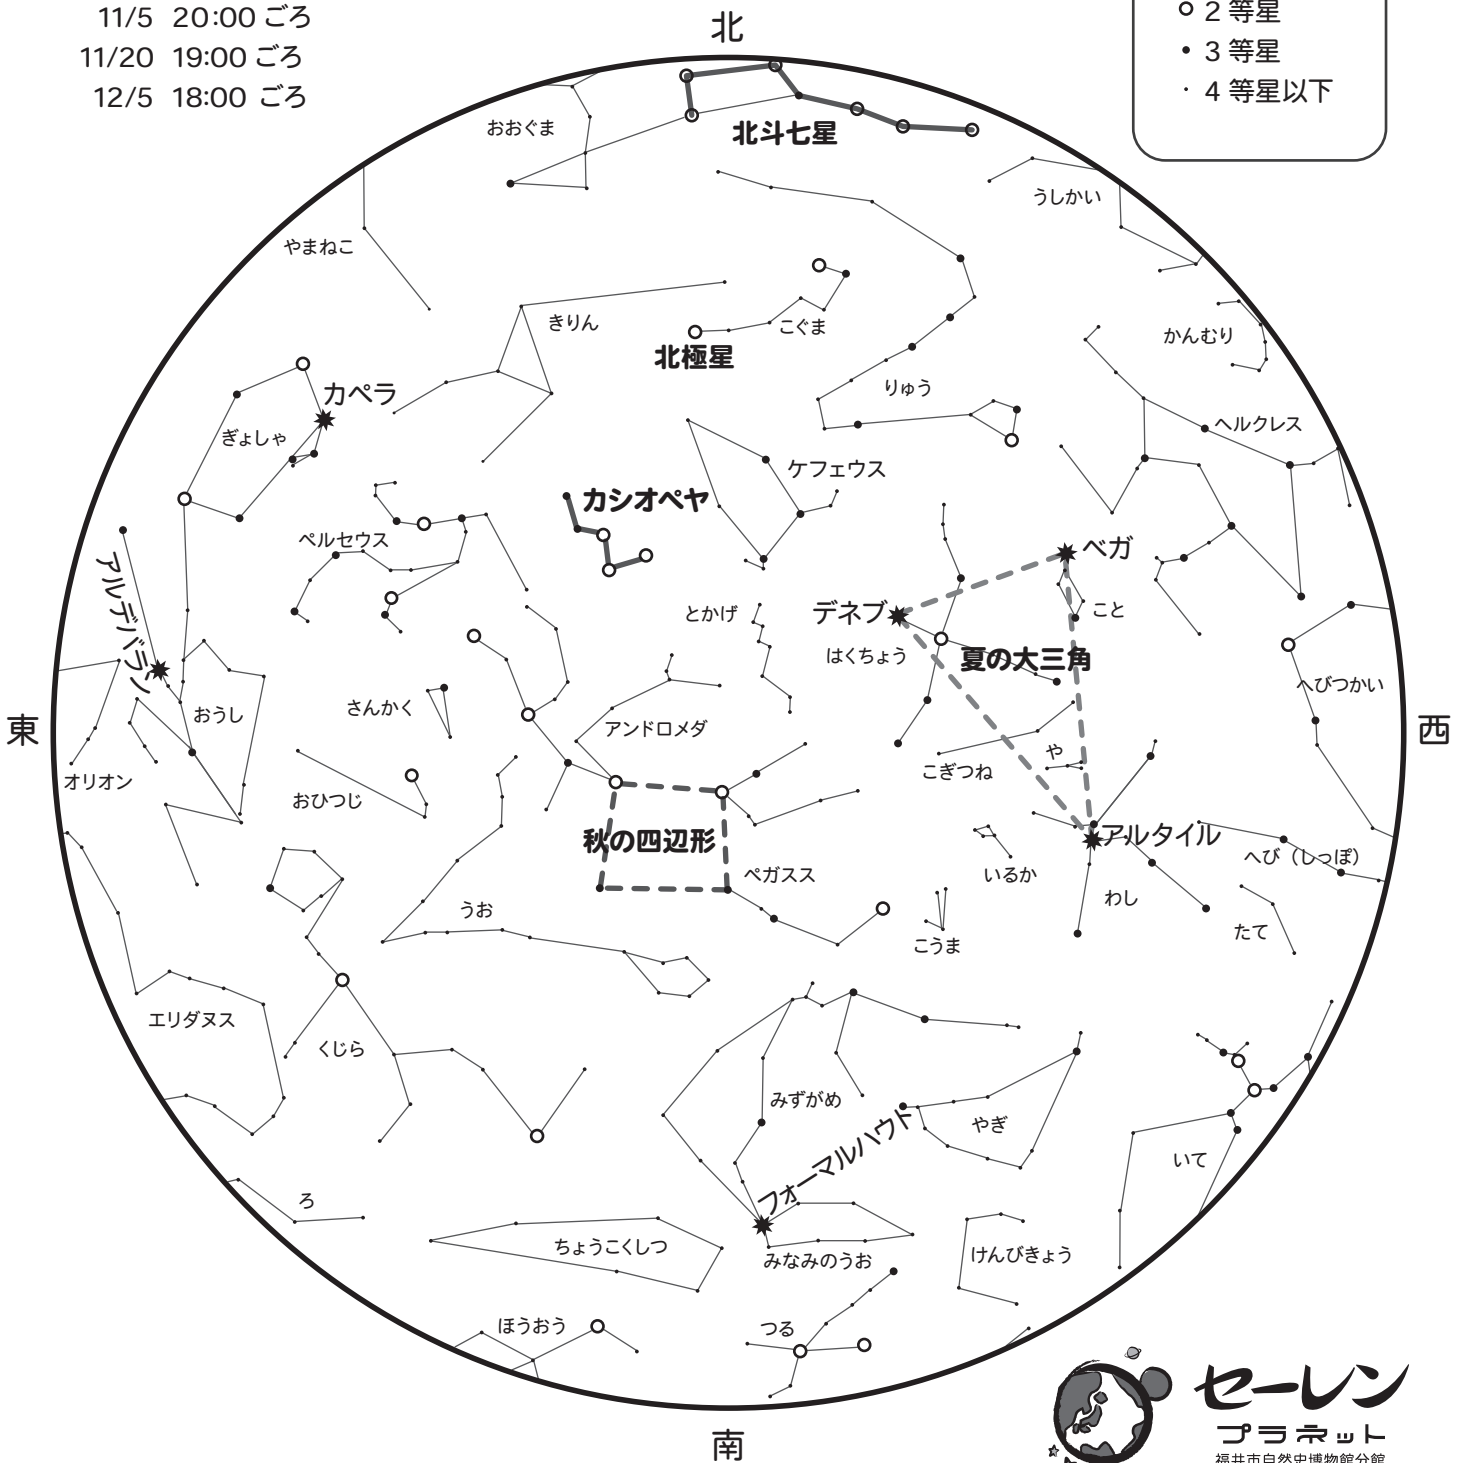 11/5 20:00 ごろ
11/20 19:00 ごろ
12/5 18:00 ごろ
北
2 等星
3 等星
4 等星以下
おおぐま
北斗七星
うしかい
やまねこ
きりん
こぐま
かんむり
北極星
りゅう
カペラ
ぎょしゃ
ヘルクレス
ケフェウス
カシオペヤ
ペルセウス
ベガ
アルデバラン
とかげ
デネブ
こと
はくちょう
夏の大三角
へびつかい
さんかく
おうし
アンドロメダ
東
西
や
こぎつね
オリオン
おひつじ
秋の四辺形
アルタイル
へび（しっぽ）
ペガスス
いるか
わし
うお
こうま
たて
エリダヌス
くじら
みずがめ
やぎ
フォーマルハウト
いて
ろ
ちょうこくしつ
みなみのうお
けんびきょう
ほうおう
つる
セーレン
プラネット
福井市自然史博物館分館
南